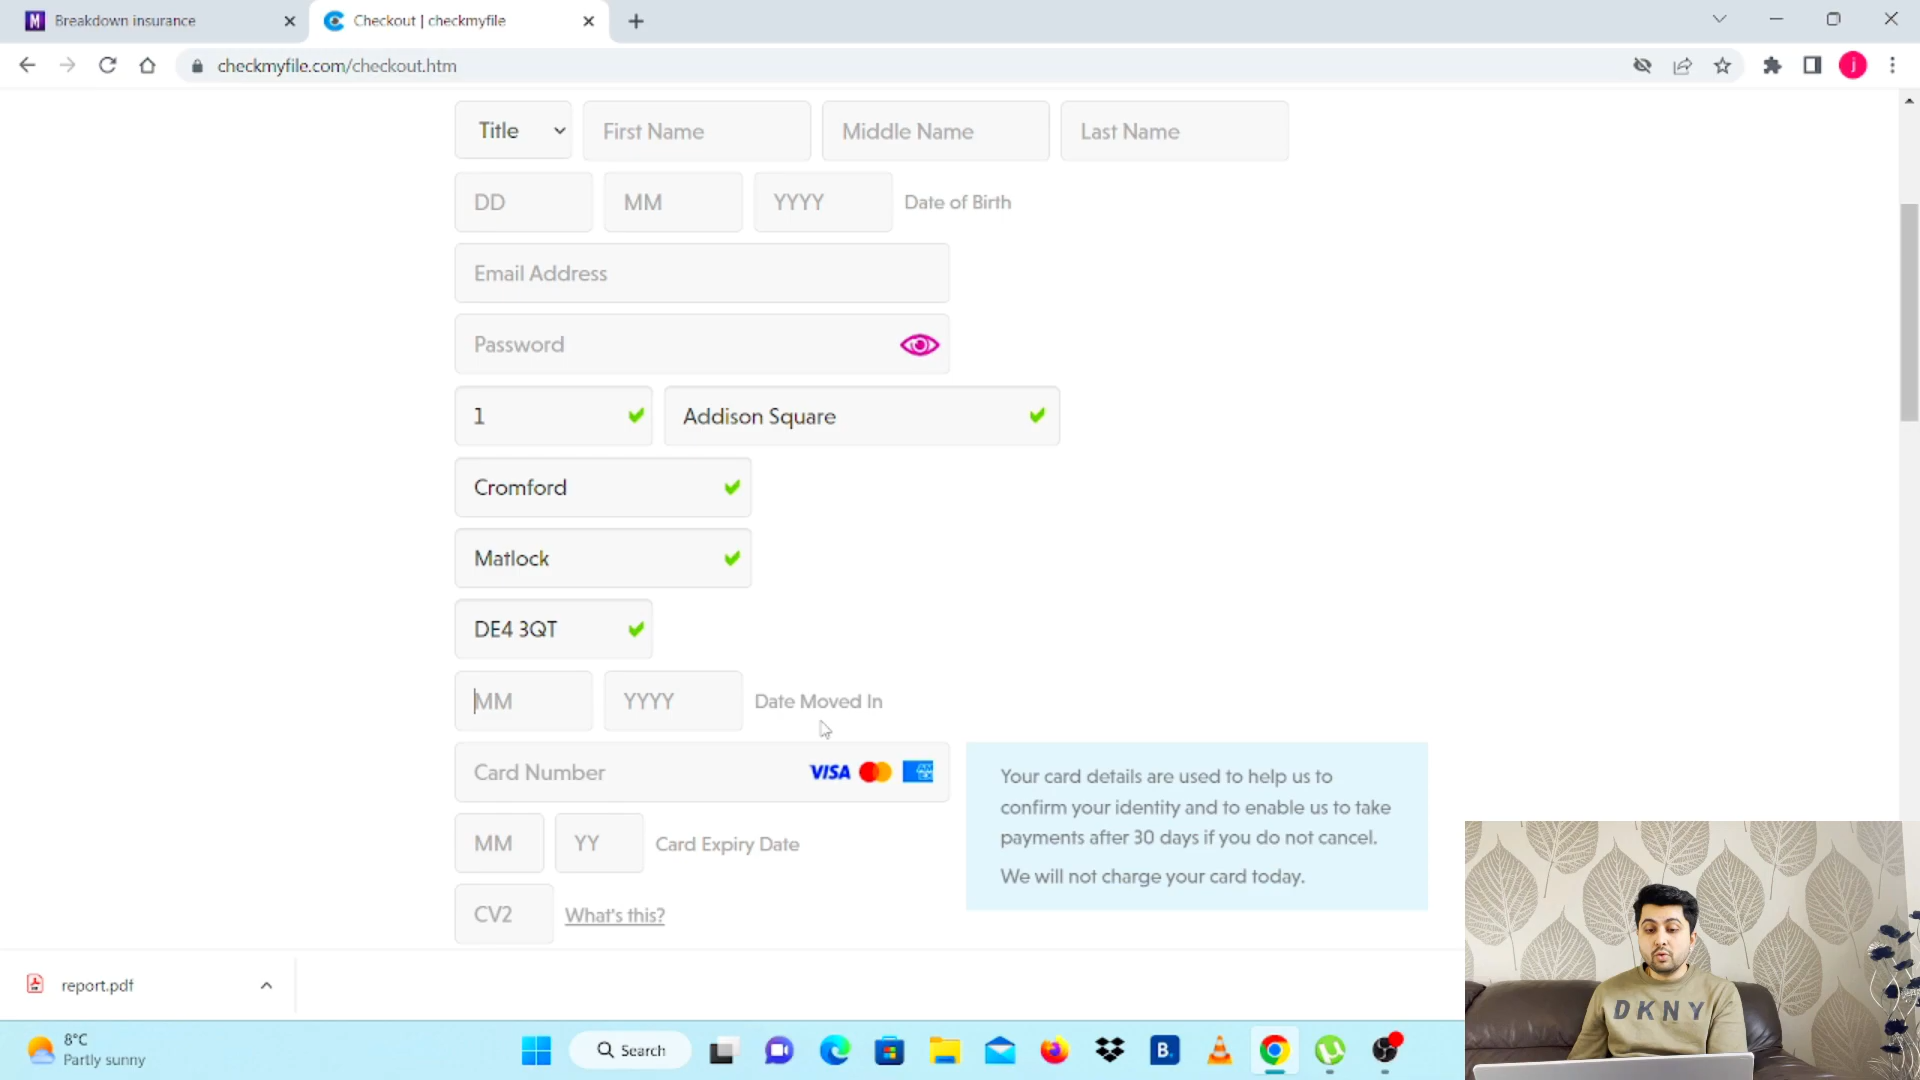 Breakdown insurance
Checkout | checkmyfile
checkmyfile.com/checkout.htm
j
Title
First Name
Middle Name
Last Name
DD
MM
YYYY
Date of Birth
Email Address
Password
1
Addison Square
Cromford
Matlock
DE4 3QT
MM
YYYY
Date Moved In
Card Number
VISA
MM
YY
Card Expiry Date
CV2
What's this?
Your card details are used to help us to
confirm your identity and to enable us to take
payments after 30 days if you do not cancel.
We will not charge your card today.
DKNY
report.pdf
8°C
Partly sunny
Search
B.